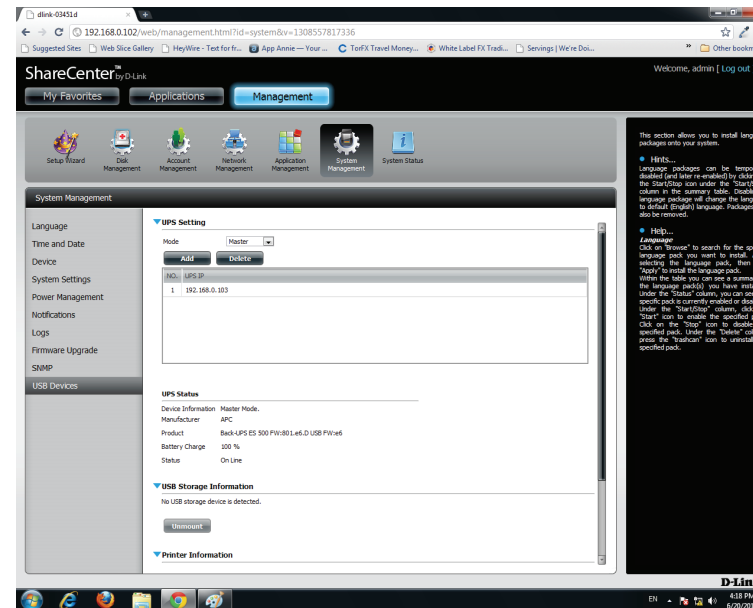 dlink-03451d
192.168.0.102/web/management.html?id=system&v=1308557817336
Suggested Sites Web Slice Gallery HeyWire - Text for fr... App Annie — Your ... TorFX Travel Money... White Label FX Tradi... Servings | We're Doi... » Other bookm
ShareCenter™ by D-Link
Welcome, admin [ Log out
My Favorites Applications Management
Setup Wizard Disk Management Account Management Network Management Application Management System Management System Status
System Management
Language
Time and Date
Device
System Settings
Power Management
Notifications
Logs
Firmware Upgrade
SNMP
USB Devices
UPS Setting
Mode Master
Add Delete
NO. UPS IP
1 192.168.0.103
UPS Status
Device Information Master Mode.
Manufacturer APC
Product Back-UPS ES 500 FW:801.e6.D USB FW:e6
Battery Charge 100 %
Status On Line
USB Storage Information
No USB storage device is detected.
Unmount
Printer Information
This section allows you to install lang
packages onto your system.
Hints...
Language packages can be tempo
disabled (and later re-enabled) by clickin
the Start/Stop icon under the "Start/S
column in the summary table. Disabli
language package will change the lang
to default (English) language. Packages
also be removed.
Help...
Language
Click on "Browse" to search for the sp
language pack you want to install. A
selecting the language pack, then
"Apply" to install the language pack.
Within the table you can see a summa
the language pack(s) you have insta
Under the "Status" column, you can see
specific pack is currently enabled or disa
Under the "Start/Stop" column, click
"Start" icon to enable the specified p
Click on the "Stop" icon to disable
specified pack. Under the "Delete" col
press the "trashcan" icon to uninstall
specified pack.
D-Lin
EN 4:18 PM
6/20/20